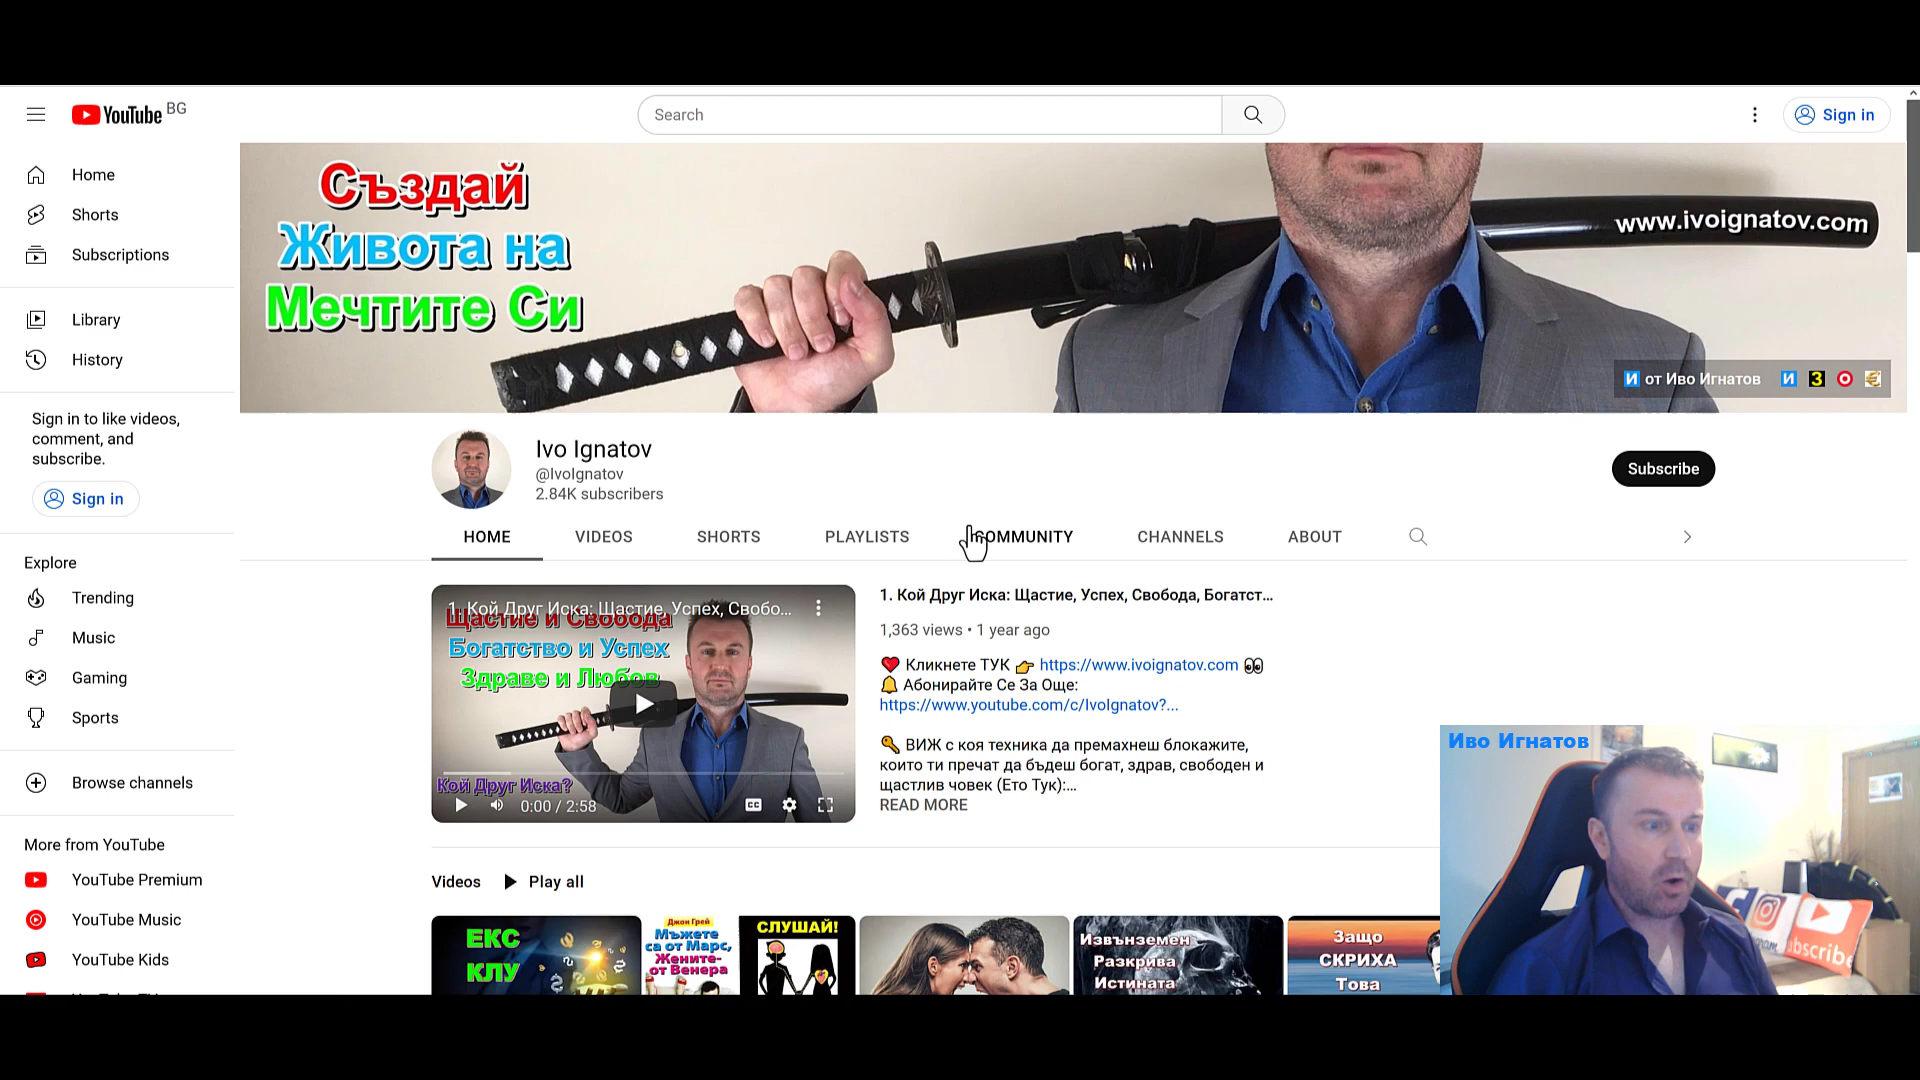 YouTube BG
Search
Sign in
Home
Shorts
Subscriptions
Library
History
Sign in to like videos,
comment, and
subscribe.
Sign in
Explore
Trending
Music
Gaming
Sports
Browse channels
More from YouTube
YouTube Premium
YouTube Music
YouTube Kids
Създай
Живота на
Мечтите Си
www.ivoignatov.com
И от Иво Игнатов И 3
Ivo Ignatov
@IvoIgnatov
2.84K subscribers
Subscribe
HOME VIDEOS SHORTS PLAYLISTS COMMUNITY CHANNELS ABOUT
1. Кой Друг Иска: Щастие, Успех, Свобо...
Щастие и Свобода
Богатство и Успех
Здраве и Любов
Кой Друг Иска?
0:00 / 2:58
CC
1. Кой Друг Иска: Щастие, Успех, Свобода, Богатст...
1,363 views • 1 year ago
❤️ Кликнете ТУК 👉 https://www.ivoignatov.com 👀
🔔 Абонирайте Се За Още:
https://www.youtube.com/c/IvoIgnatov?...
🔑 ВИЖ с коя техника да премахнеш блокажите,
които ти пречат да бъдеш богат, здрав, свободен и
щастлив човек (Ето Тук):...
READ MORE
Videos Play all
ЕКС
КЛУ
Джон Грей
Мъжете
са от Марс,
Жените-
от Венера
СЛУШАЙ!
Извънземен
Разкрива
Истината
Защо
СКРИХА
Това
Иво Игнатов